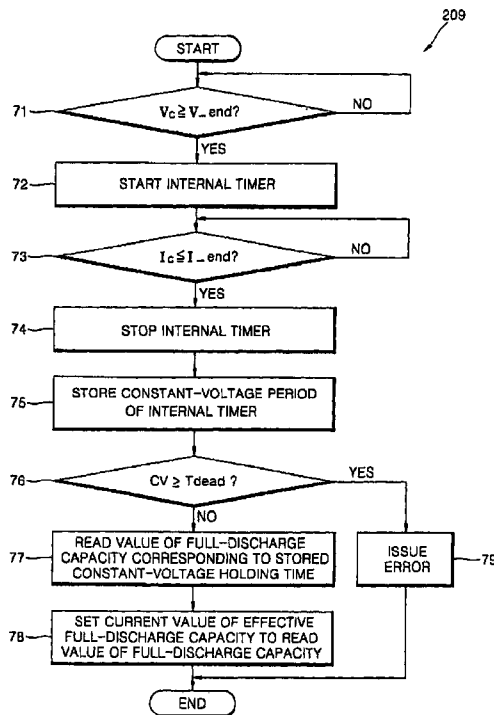 209
START
71
Vc ≧ V_end?
NO
YES
72
START INTERNAL TIMER
73
Ic ≦ I_end?
NO
YES
74
STOP INTERNAL TIMER
75
STORE CONSTANT-VOLTAGE PERIOD
OF INTERNAL TIMER
76
CV ≥ Tdead ?
YES
NO
77
READ VALUE OF FULL-DISCHARGE
CAPACITY CORRESPONDING TO STORED
CONSTANT-VOLTAGE HOLDING TIME
ISSUE
ERROR
79
78
SET CURRENT VALUE OF EFFECTIVE
FULL-DISCHARGE CAPACITY TO READ
VALUE OF FULL-DISCHARGE CAPACITY
END